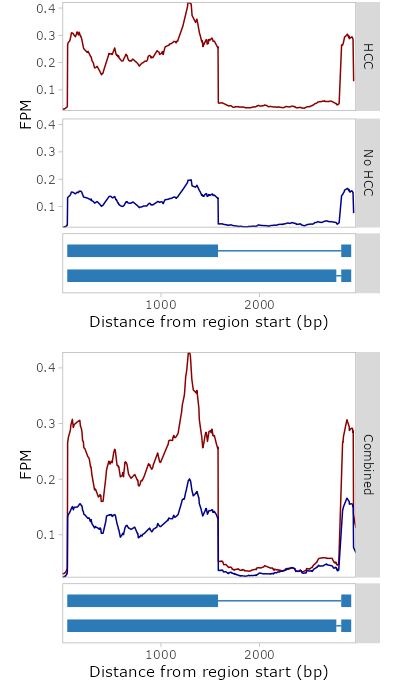 0.4
0.3
0.2
0.1
HCC
FPM
0.4
0.3
0.2
0.1
No HCC
1000 2000
Distance from region start (bp)
0.4
0.3
0.2
0.1
FPM
Combined
1000 2000
Distance from region start (bp)